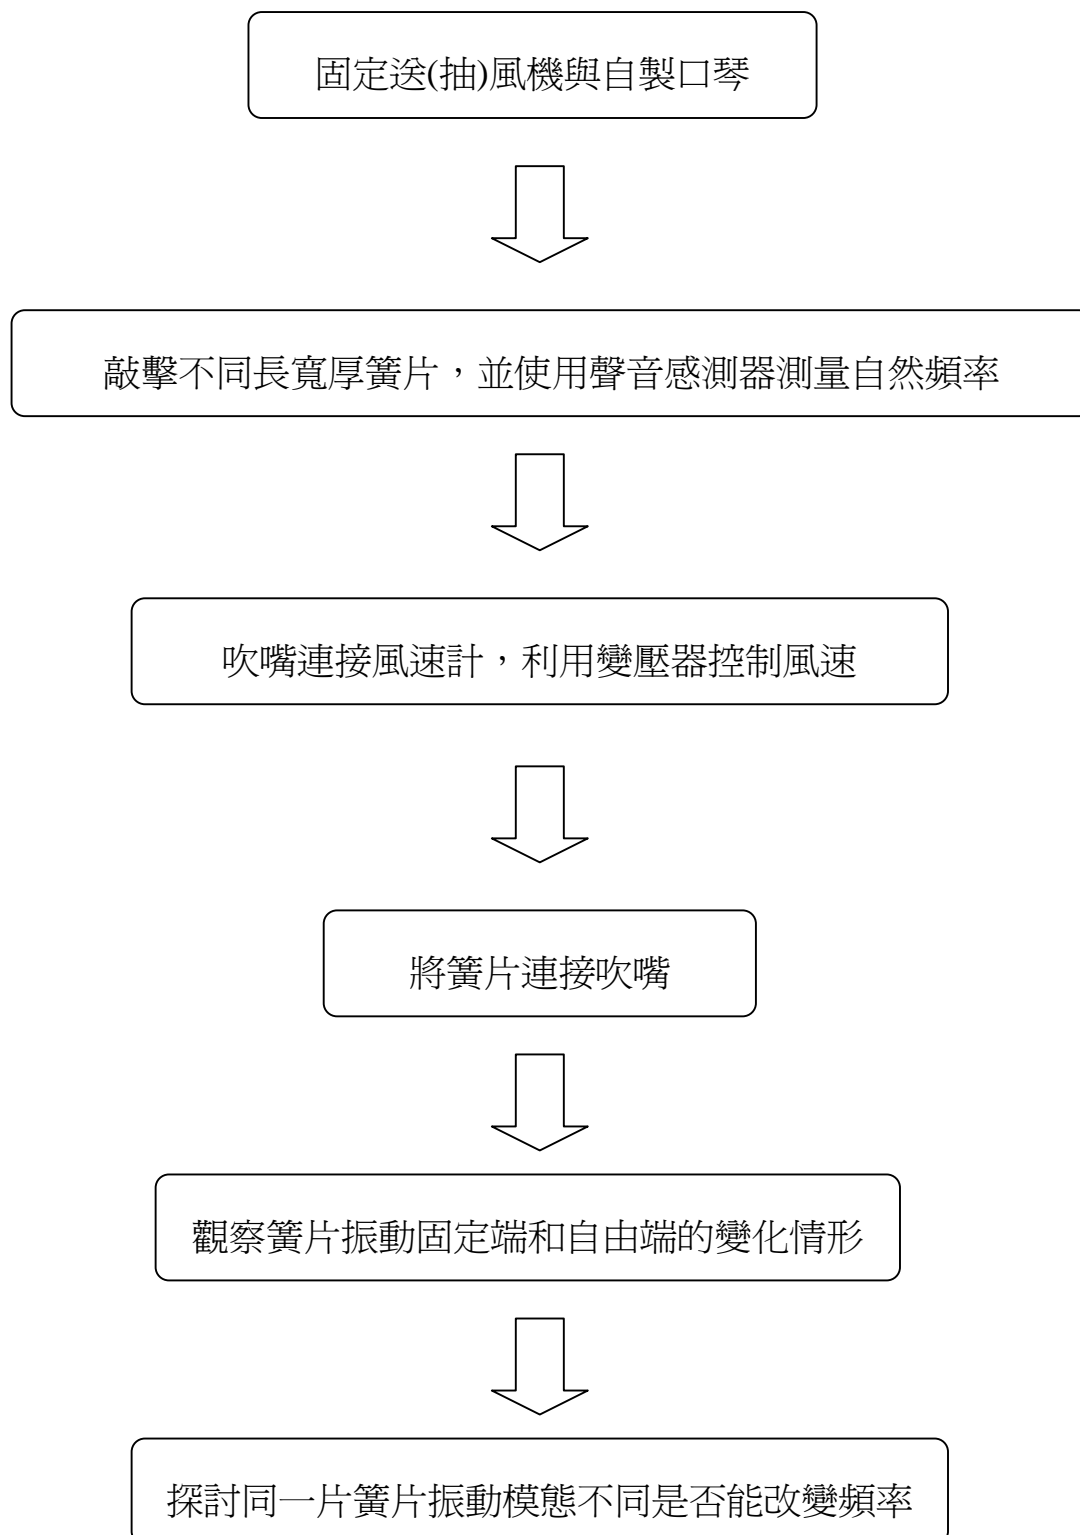 固定送(抽)風機與自製口琴
敲擊不同長寬厚簧片，並使用聲音感測器測量自然頻率
吹嘴連接風速計，利用變壓器控制風速
將簧片連接吹嘴
觀察簧片振動固定端和自由端的變化情形
探討同一片簧片振動模態不同是否能改變頻率